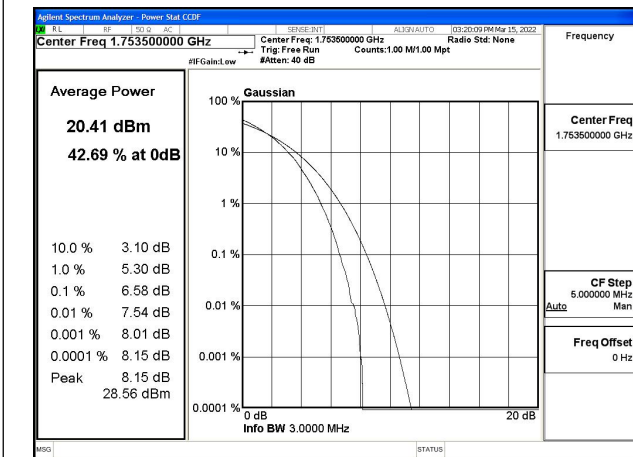 Agilent Spectrum Analyzer - Power Stat CCDF
RL RF 50 Ω AC SENSE:INT ALIGN AUTO 03:20:09 PM Mar 15, 2022
Center Freq 1.753500000 GHz
Center Freq: 1.753500000 GHz Radio Std: None
Trig: Free Run Counts:1.00 M/1.00 Mpt
#IFGain:Low #Atten: 40 dB
Frequency
Average Power
20.41 dBm
42.69 % at 0dB
10.0 % 3.10 dB
1.0 % 5.30 dB
0.1 % 6.58 dB
0.01 % 7.54 dB
0.001 % 8.01 dB
0.0001 % 8.15 dB
Peak 8.15 dB
28.56 dBm
Gaussian
100 %
10 %
1 %
0.1 %
0.01 %
0.001 %
0.0001 %
0 dB 20 dB
Info BW 3.0000 MHz
Center Freq
1.753500000 GHz
CF Step
5.000000 MHz
Auto Man
Freq Offset
0 Hz
MSG STATUS